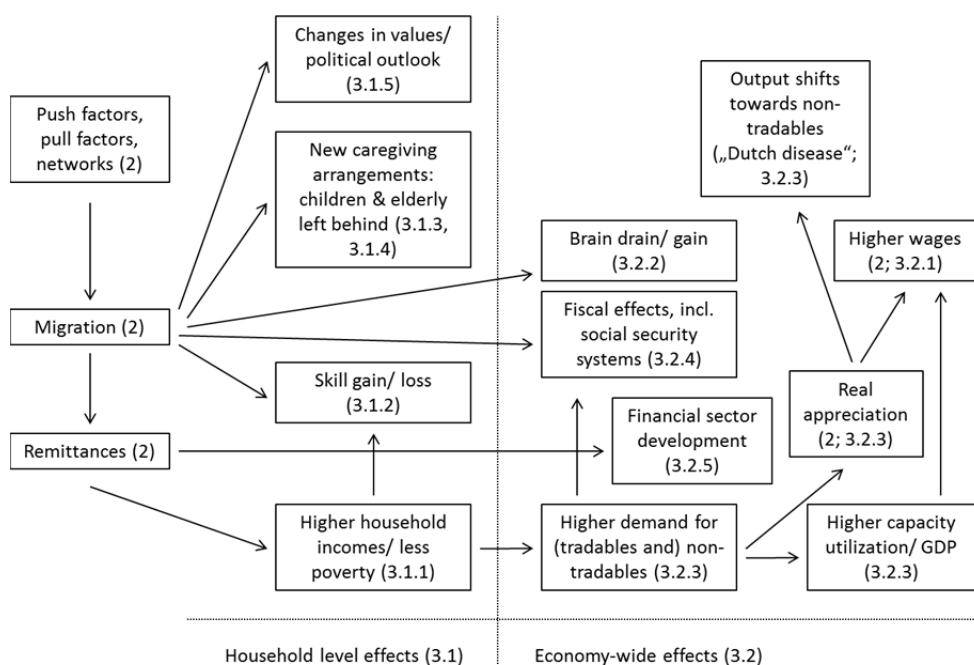 Changes in values/
political outlook
(3.1.5)
Push factors,
pull factors,
networks (2)
New caregiving
arrangements:
children & elderly
left behind (3.1.3,
3.1.4)
Output shifts
towards non-
tradables
(„Dutch disease“;
3.2.3)
Brain drain/ gain
(3.2.2)
Higher wages
(2; 3.2.1)
Migration (2)
Fiscal effects, incl.
social security
systems (3.2.4)
Skill gain/ loss
(3.1.2)
Real
appreciation
(2; 3.2.3)
Remittances (2)
Financial sector
development
(3.2.5)
Higher household
incomes/ less
poverty (3.1.1)
Higher demand for
(tradables and) non-
tradables (3.2.3)
Higher capacity
utilization/ GDP
(3.2.3)
Household level effects (3.1)
Economy-wide effects (3.2)